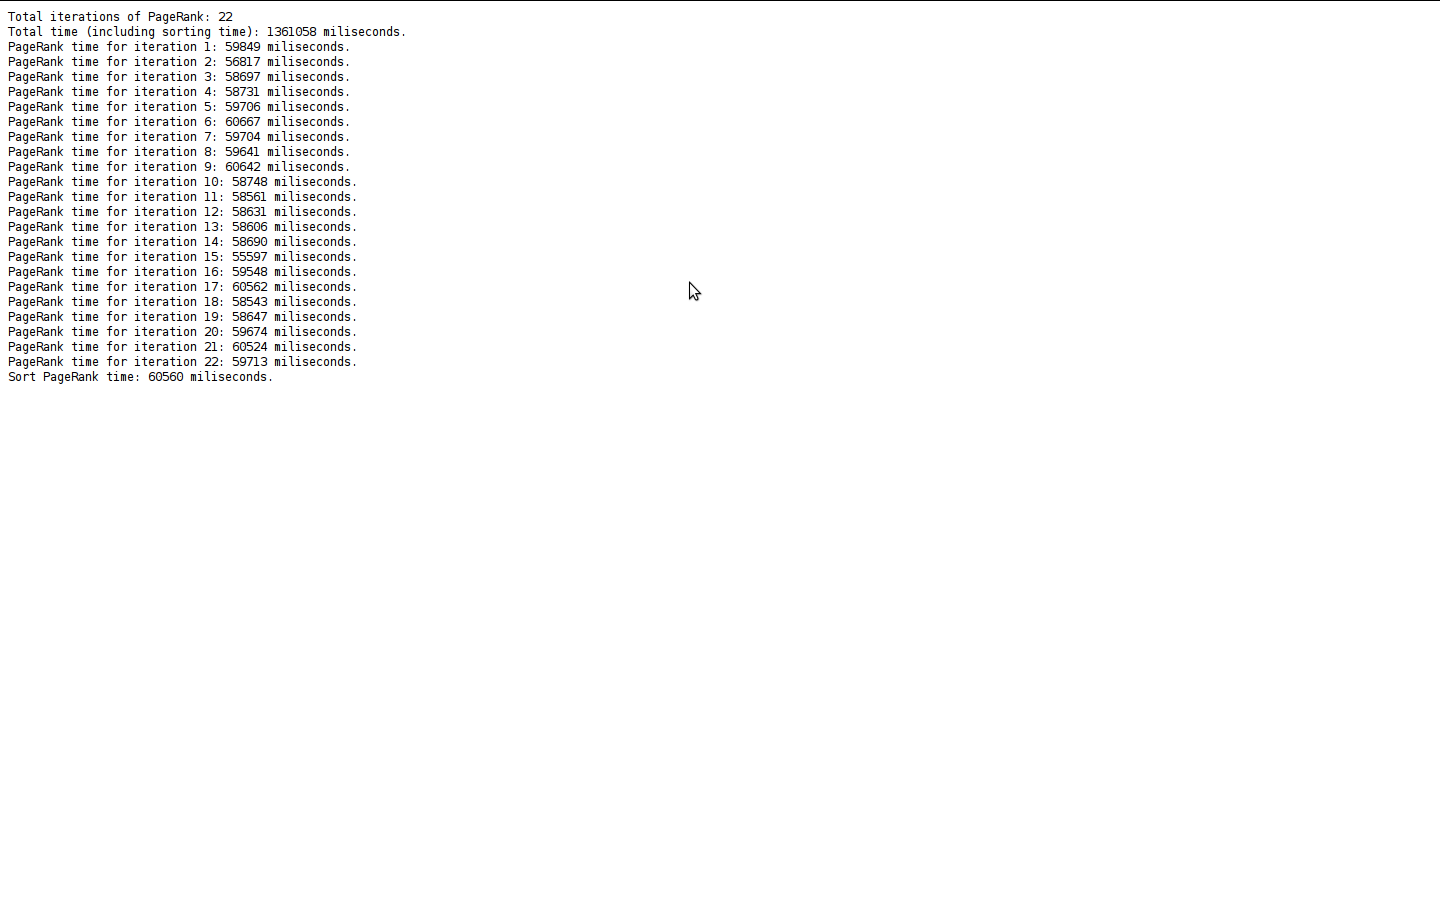 Total iterations of PageRank: 22
Total time (including sorting time): 1361058 miliseconds.
PageRank time for iteration 1: 59849 miliseconds.
PageRank time for iteration 2: 56817 miliseconds.
PageRank time for iteration 3: 58697 miliseconds.
PageRank time for iteration 4: 58731 miliseconds.
PageRank time for iteration 5: 59706 miliseconds.
PageRank time for iteration 6: 60667 miliseconds.
PageRank time for iteration 7: 59704 miliseconds.
PageRank time for iteration 8: 59641 miliseconds.
PageRank time for iteration 9: 60642 miliseconds.
PageRank time for iteration 10: 58748 miliseconds.
PageRank time for iteration 11: 58561 miliseconds.
PageRank time for iteration 12: 58631 miliseconds.
PageRank time for iteration 13: 58606 miliseconds.
PageRank time for iteration 14: 58690 miliseconds.
PageRank time for iteration 15: 55597 miliseconds.
PageRank time for iteration 16: 59548 miliseconds.
PageRank time for iteration 17: 60562 miliseconds.
PageRank time for iteration 18: 58543 miliseconds.
PageRank time for iteration 19: 58647 miliseconds.
PageRank time for iteration 20: 59674 miliseconds.
PageRank time for iteration 21: 60524 miliseconds.
PageRank time for iteration 22: 59713 miliseconds.
Sort PageRank time: 60560 miliseconds.